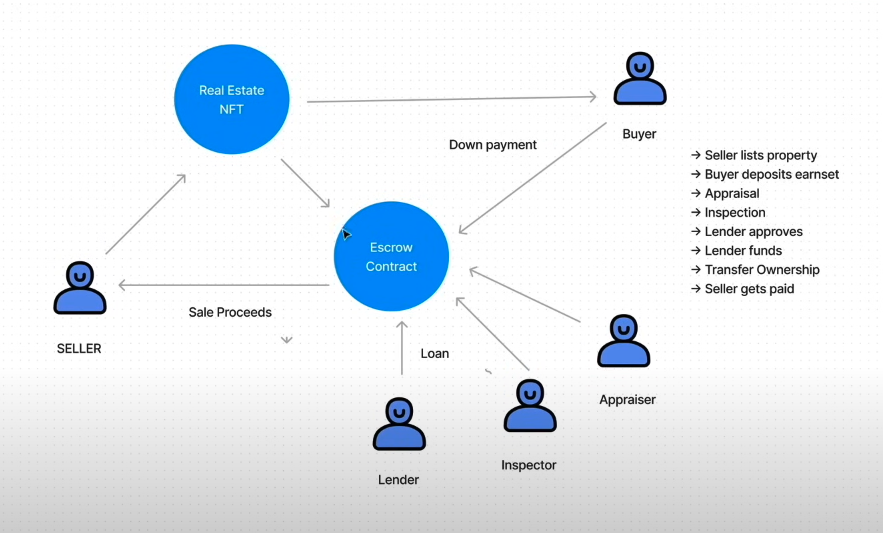 Real Estate
NFT
Buyer
Down payment
→ Seller lists property
→ Buyer deposits earnset
→ Appraisal
→ Inspection
→ Lender approves
→ Lender funds
→ Transfer Ownership
→ Seller gets paid
Escrow
Contract
Sale Proceeds
SELLER
Loan
Appraiser
Inspector
Lender